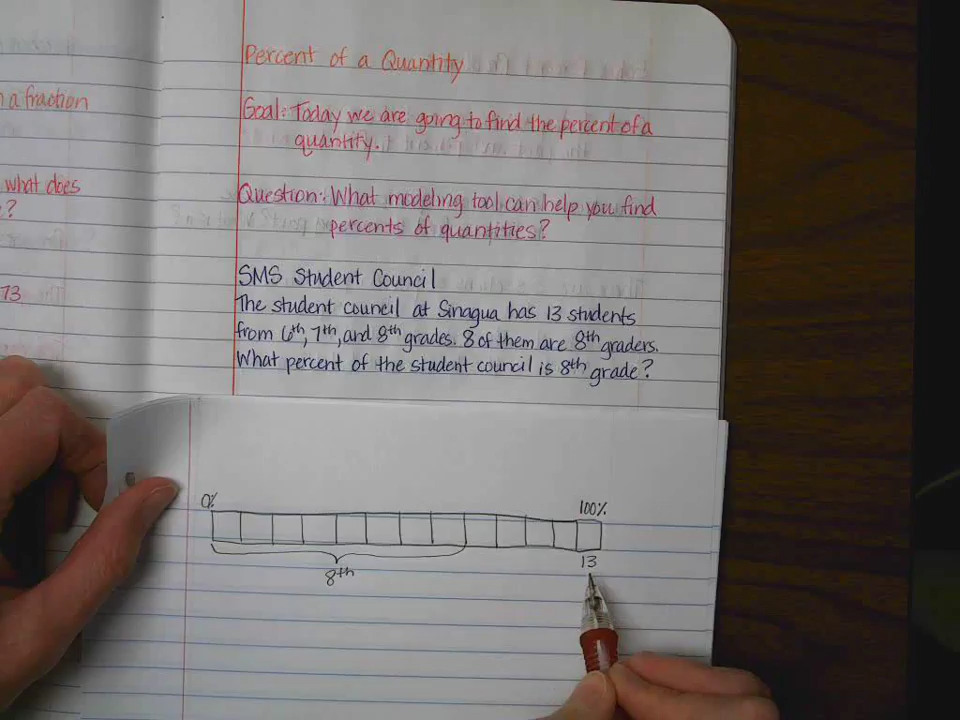 n a fraction
what does
?
73
Percent of a Quantity
Goal: Today we are going to find the percent of a
quantity.
Question: What modeling tool can help you find
percents of quantities?
SMS Student Council
The student council at Sinagua has 13 students
from 6th, 7th, and 8th grades. 8 of them are 8th graders.
What percent of the student council is 8th grade?
0% 100%
13
8th